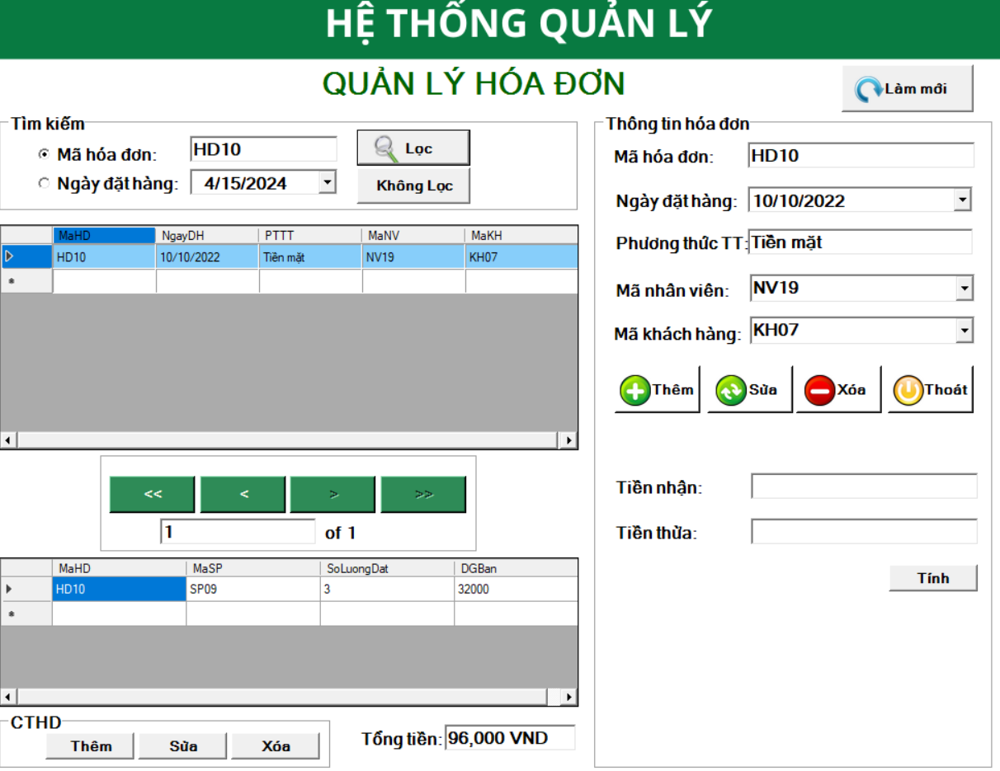 HỆ THỐNG QUẢN LÝ
QUẢN LÝ HÓA ĐƠN
Làm mới
Tìm kiếm
Mã hóa đơn: HD10
Lọc
Ngày đặt hàng: 4/15/2024
Không Lọc
MaHD NgayDH PTTT MaNV MaKH
HD10 10/10/2022 Tiền mặt NV19 KH07
<< < > >>
1 of 1
MaHD MaSP SoLuongDat DGBan
HD10 SP09 3 32000
CTHD
Thêm Sửa Xóa
Tổng tiền: 96,000 VND
Thông tin hóa đơn
Mã hóa đơn: HD10
Ngày đặt hàng: 10/10/2022
Phương thức TT: Tiền mặt
Mã nhân viên: NV19
Mã khách hàng: KH07
Thêm Sửa Xóa Thoát
Tiền nhận:
Tiền thừa:
Tính